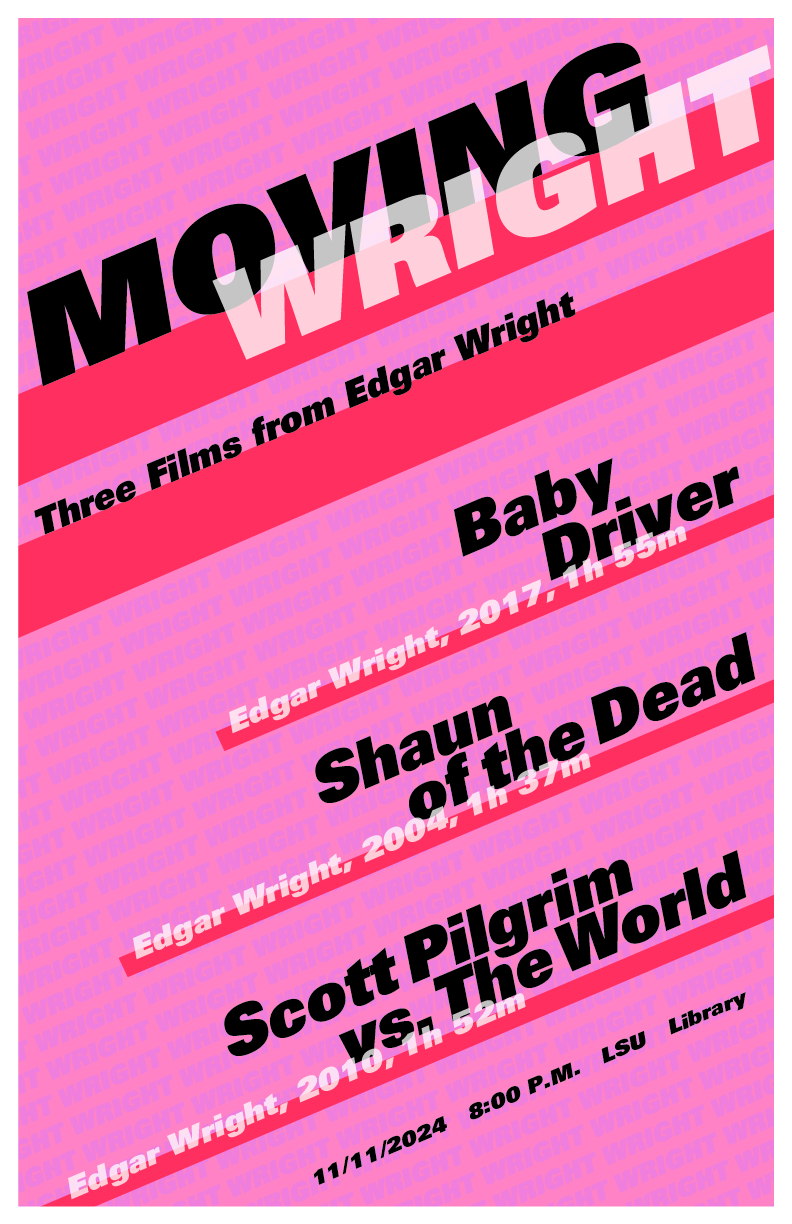 MOVING
WRIGHT
Three Films from Edgar Wright
Baby
Driver
Edgar Wright, 2017, 1h 55m
Shaun
of the Dead
Edgar Wright, 2004, 1h 37m
Scott Pilgrim
vs. The World
Edgar Wright, 2010, 1h 52m
11/11/2024 8:00 P.M. LSU Library